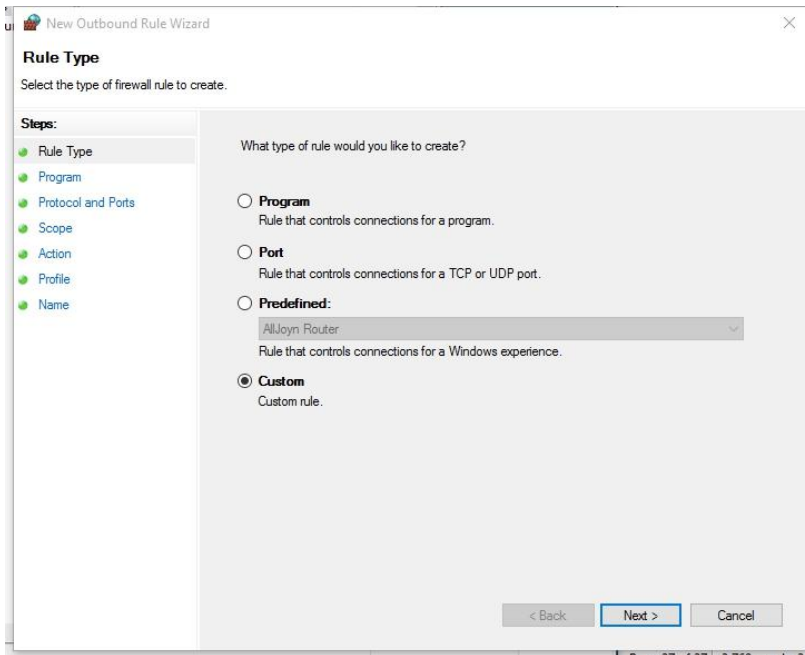 New Outbound Rule Wizard
Rule Type
Select the type of firewall rule to create.
Steps:
Rule Type
Program
Protocol and Ports
Scope
Action
Profile
Name
What type of rule would you like to create?
Program
Rule that controls connections for a program.
Port
Rule that controls connections for a TCP or UDP port.
Predefined:
AllJoyn Router
Rule that controls connections for a Windows experience.
Custom
Custom rule.
< Back
Next >
Cancel